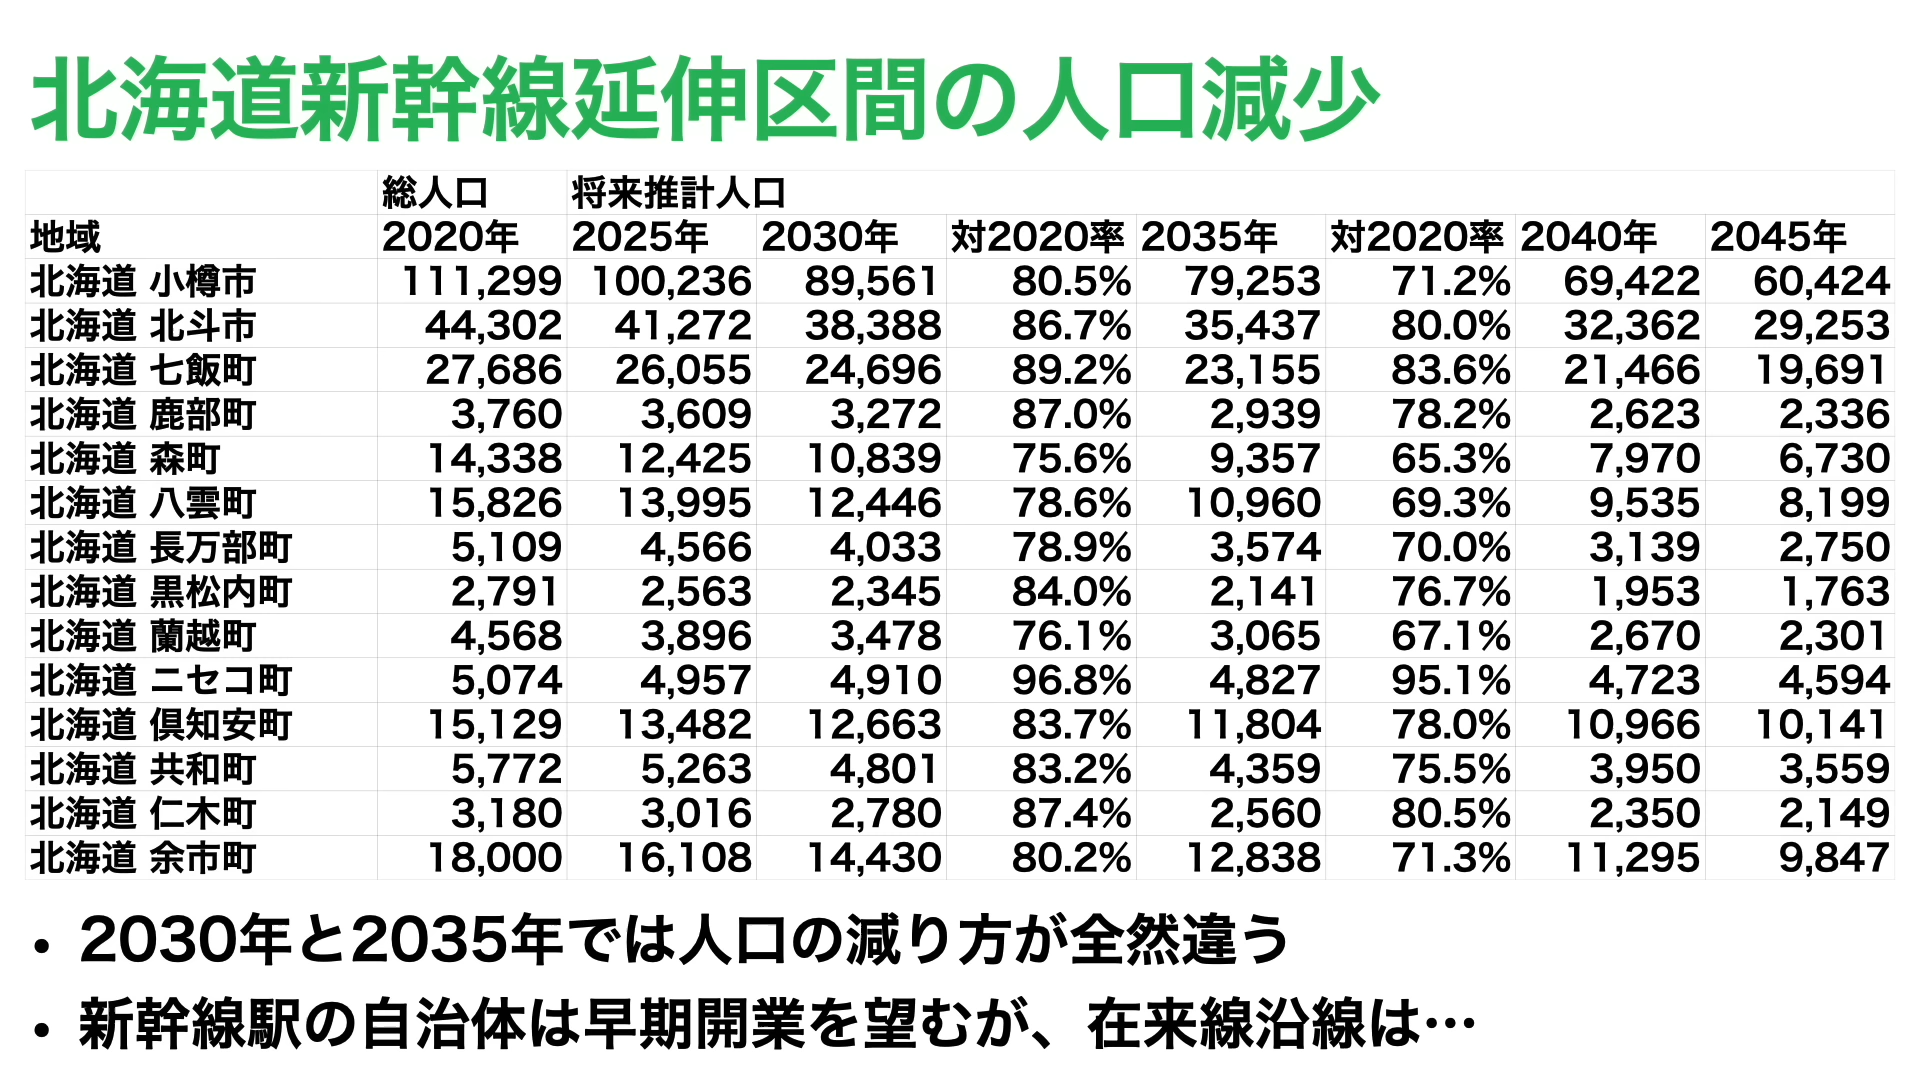 北海道新幹線延伸区間の人口減少
総人口 将来推計人口
地域 2020年 2025年 2030年 対2020率 2035年 対2020率 2040年 2045年
北海道 小樽市 111,299 100,236 89,561 80.5% 79,253 71.2% 69,422 60,424
北海道 北斗市 44,302 41,272 38,388 86.7% 35,437 80.0% 32,362 29,253
北海道 七飯町 27,686 26,055 24,696 89.2% 23,155 83.6% 21,466 19,691
北海道 鹿部町 3,760 3,609 3,272 87.0% 2,939 78.2% 2,623 2,336
北海道 森町 14,338 12,425 10,839 75.6% 9,357 65.3% 7,970 6,730
北海道 八雲町 15,826 13,995 12,446 78.6% 10,960 69.3% 9,535 8,199
北海道 長万部町 5,109 4,566 4,033 78.9% 3,574 70.0% 3,139 2,750
北海道 黒松内町 2,791 2,563 2,345 84.0% 2,141 76.7% 1,953 1,763
北海道 蘭越町 4,568 3,896 3,478 76.1% 3,065 67.1% 2,670 2,301
北海道 ニセコ町 5,074 4,957 4,910 96.8% 4,827 95.1% 4,723 4,594
北海道 倶知安町 15,129 13,482 12,663 83.7% 11,804 78.0% 10,966 10,141
北海道 共和町 5,772 5,263 4,801 83.2% 4,359 75.5% 3,950 3,559
北海道 仁木町 3,180 3,016 2,780 87.4% 2,560 80.5% 2,350 2,149
北海道 余市町 18,000 16,108 14,430 80.2% 12,838 71.3% 11,295 9,847
• 2030年と2035年では人口の減り方が全然違う
• 新幹線駅の自治体は早期開業を望むが、在来線沿線は…